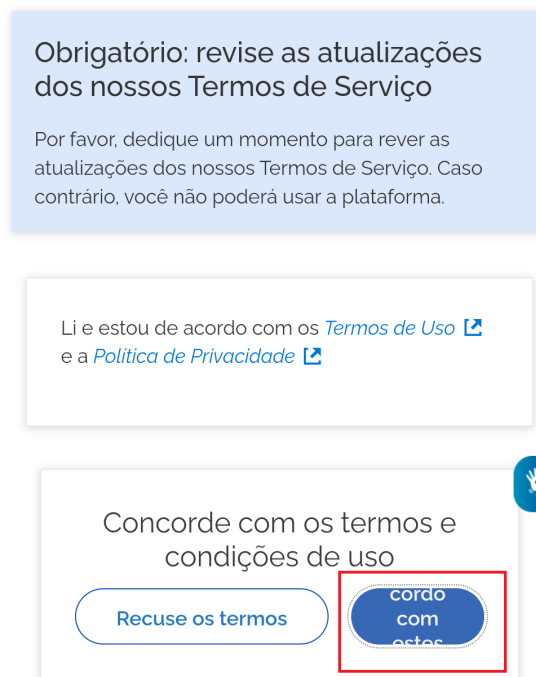 Obrigatório: revise as atualizações
dos nossos Termos de Serviço
Por favor, dedique um momento para rever as
atualizações dos nossos Termos de Serviço. Caso
contrário, você não poderá usar a plataforma.
Li e estou de acordo com os Termos de Uso
e a Política de Privacidade
Concorde com os termos e
condições de uso
Recuse os termos
cordo
com
estes